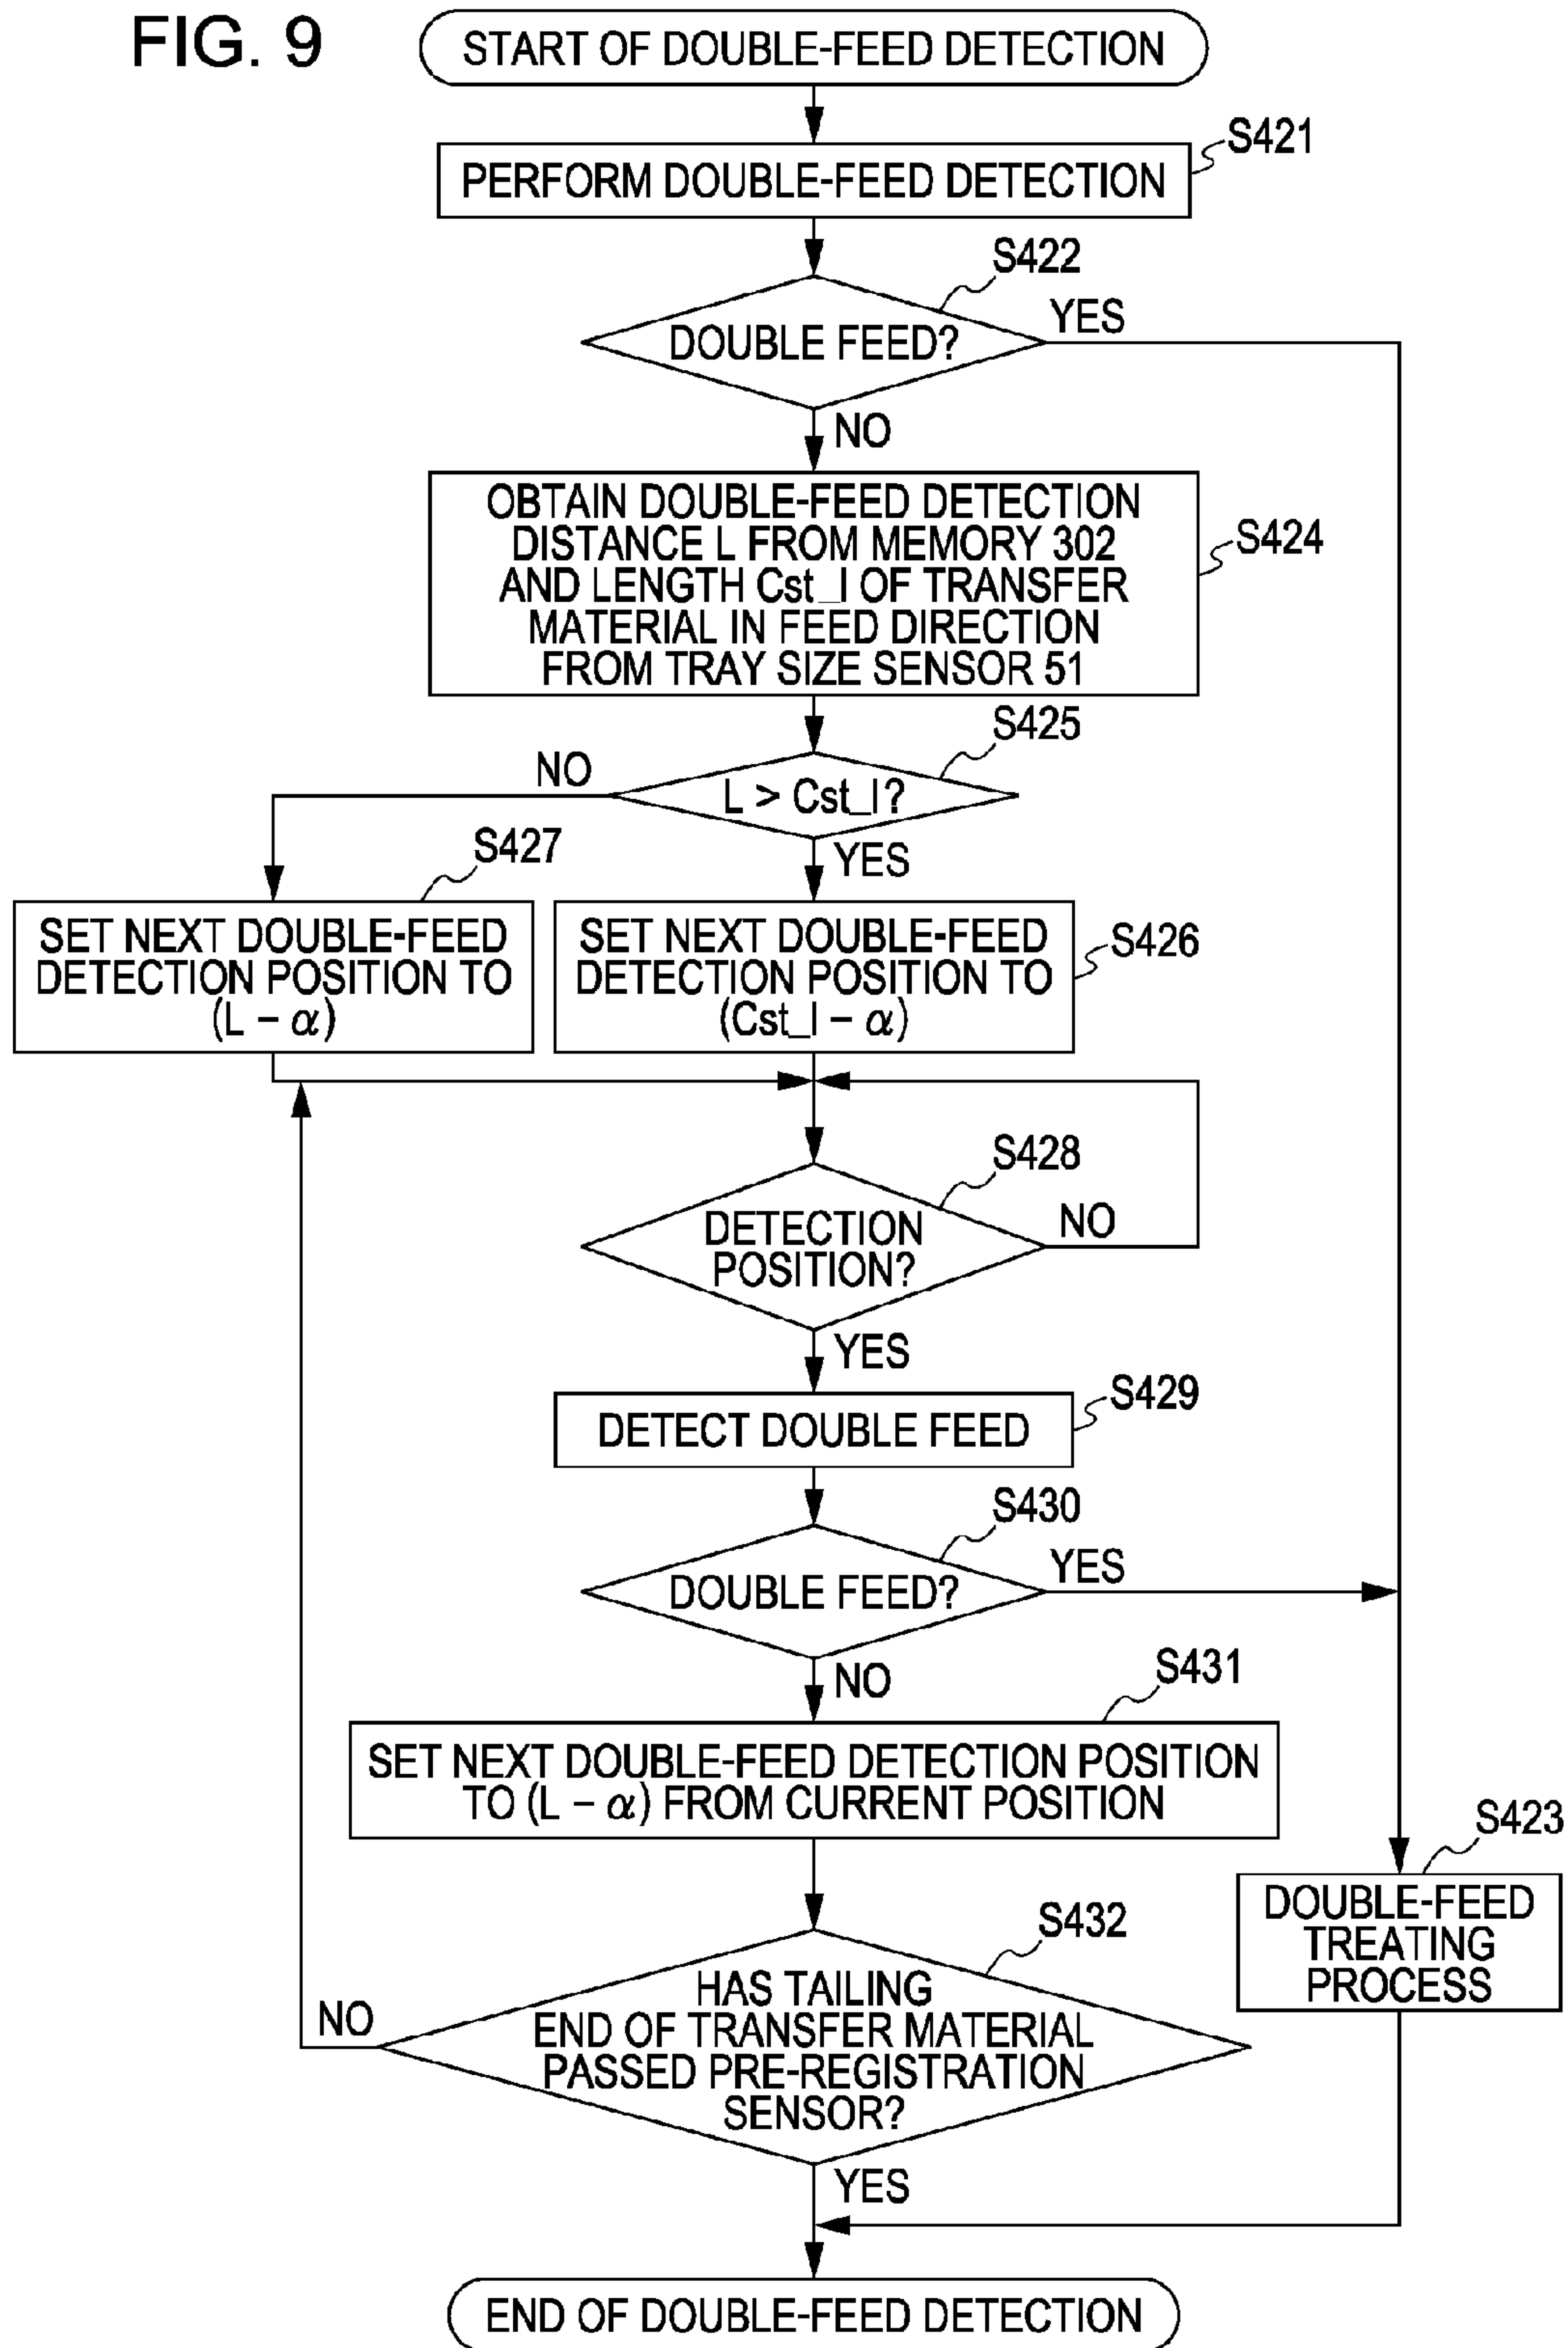 FIG. 9
START OF DOUBLE-FEED DETECTION
S421
PERFORM DOUBLE-FEED DETECTION
S422
DOUBLE FEED?
YES
NO
OBTAIN DOUBLE-FEED DETECTION
DISTANCE L FROM MEMORY 302
AND LENGTH Cst_l OF TRANSFER
MATERIAL IN FEED DIRECTION
FROM TRAY SIZE SENSOR 51
S424
S425
L > Cst_l?
NO
YES
S427
SET NEXT DOUBLE-FEED
DETECTION POSITION TO
(L – α)
S426
SET NEXT DOUBLE-FEED
DETECTION POSITION TO
(Cst_l – α)
S428
DETECTION
POSITION?
NO
YES
S429
DETECT DOUBLE FEED
S430
DOUBLE FEED?
YES
NO
S431
SET NEXT DOUBLE-FEED DETECTION POSITION
TO (L – α) FROM CURRENT POSITION
S423
DOUBLE-FEED
TREATING
PROCESS
S432
HAS TAILING
END OF TRANSFER MATERIAL
PASSED PRE-REGISTRATION
SENSOR?
NO
YES
END OF DOUBLE-FEED DETECTION